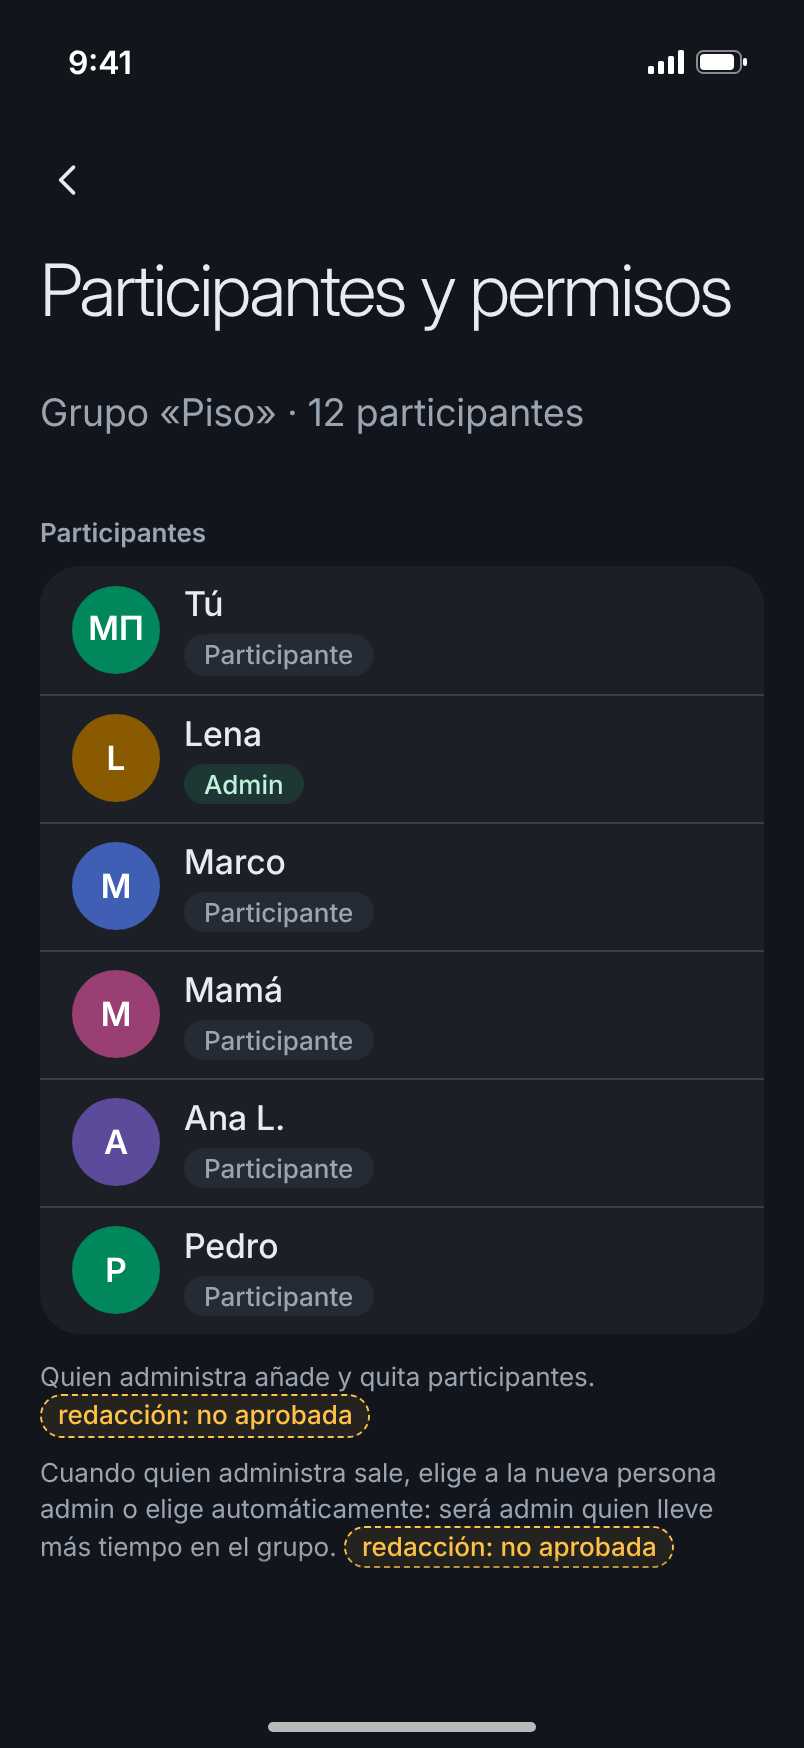 9:41
Participantes y permisos
Grupo «Piso» · 12 participantes
Participantes
МП
Tú
Participante
L
Lena
Admin
M
Marco
Participante
M
Mamá
Participante
A
Ana L.
Participante
P
Pedro
Participante
Quien administra añade y quita participantes.
redacción: no aprobada
Cuando quien administra sale, elige a la nueva persona
admin o elige automáticamente: será admin quien lleve
más tiempo en el grupo. redacción: no aprobada